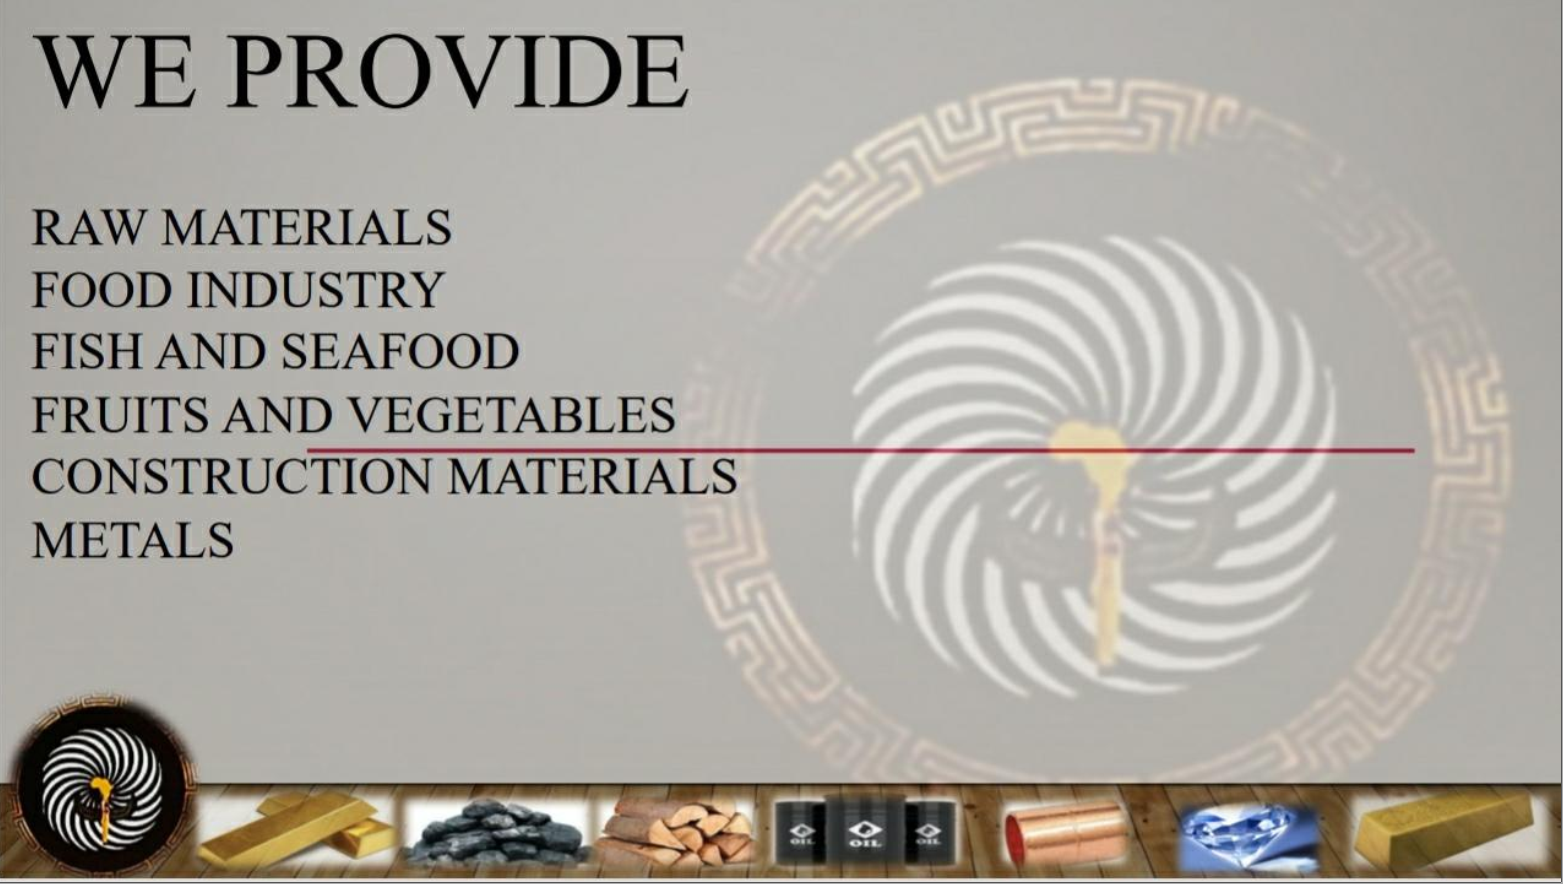 WE PROVIDE
RAW MATERIALS
FOOD INDUSTRY
FISH AND SEAFOOD
FRUITS AND VEGETABLES
CONSTRUCTION MATERIALS
METALS
OIL
OIL
OIL